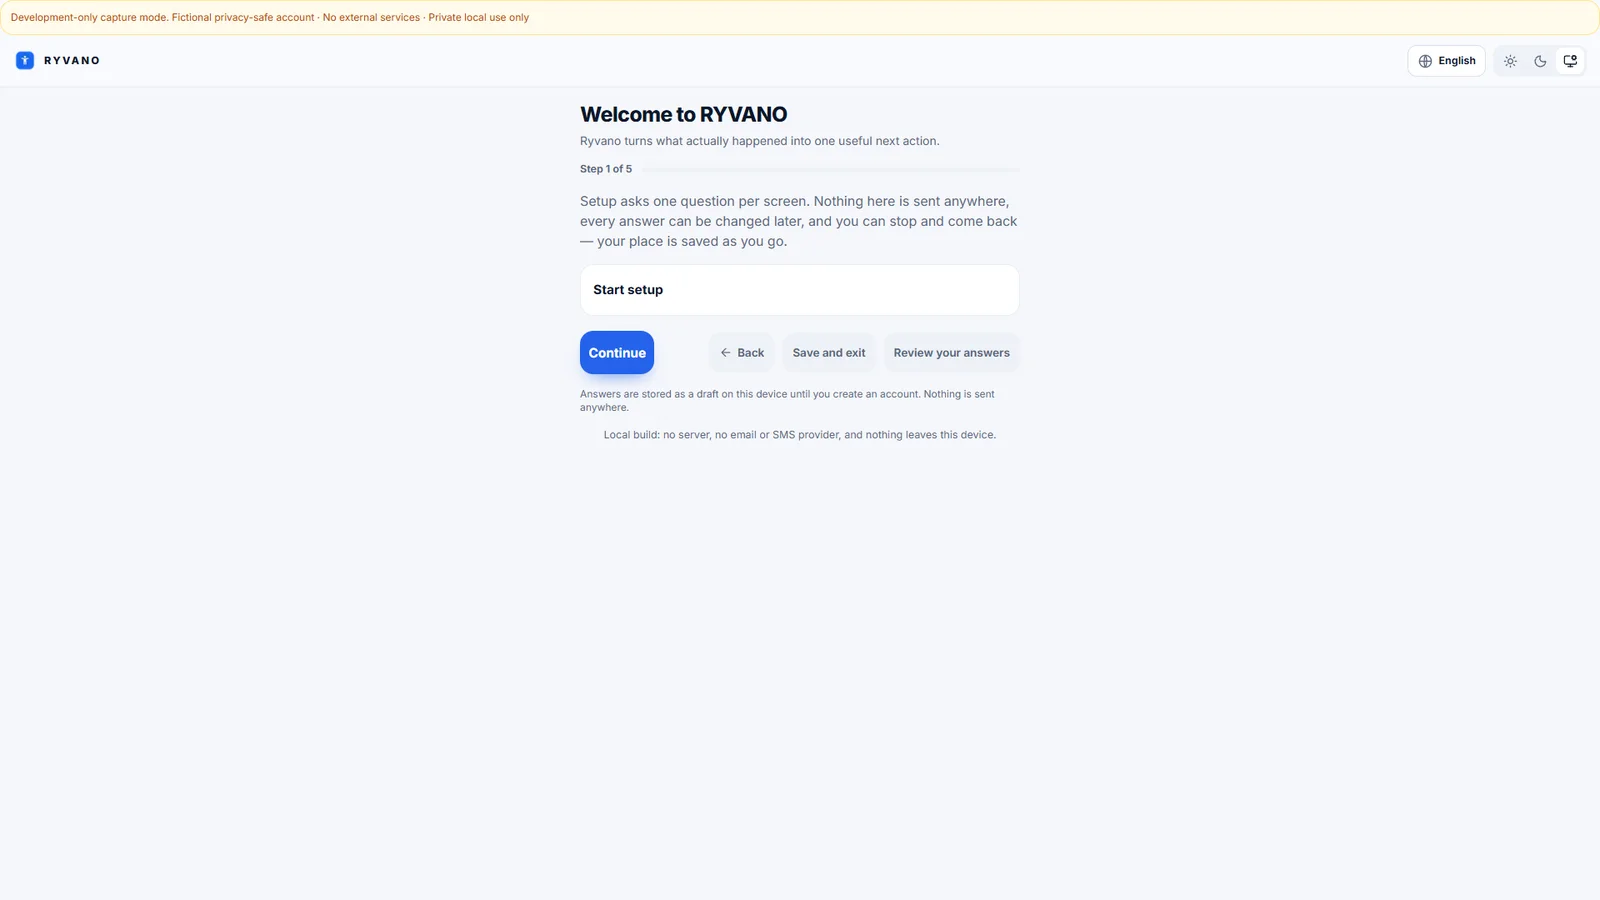 Development-only capture mode. Fictional privacy-safe account · No external services · Private local use only
RYVANO
English
Welcome to RYVANO
Ryvano turns what actually happened into one useful next action.
Step 1 of 5
Setup asks one question per screen. Nothing here is sent anywhere,
every answer can be changed later, and you can stop and come back
— your place is saved as you go.
Start setup
Continue
Back
Save and exit
Review your answers
Answers are stored as a draft on this device until you create an account. Nothing is sent
anywhere.
Local build: no server, no email or SMS provider, and nothing leaves this device.